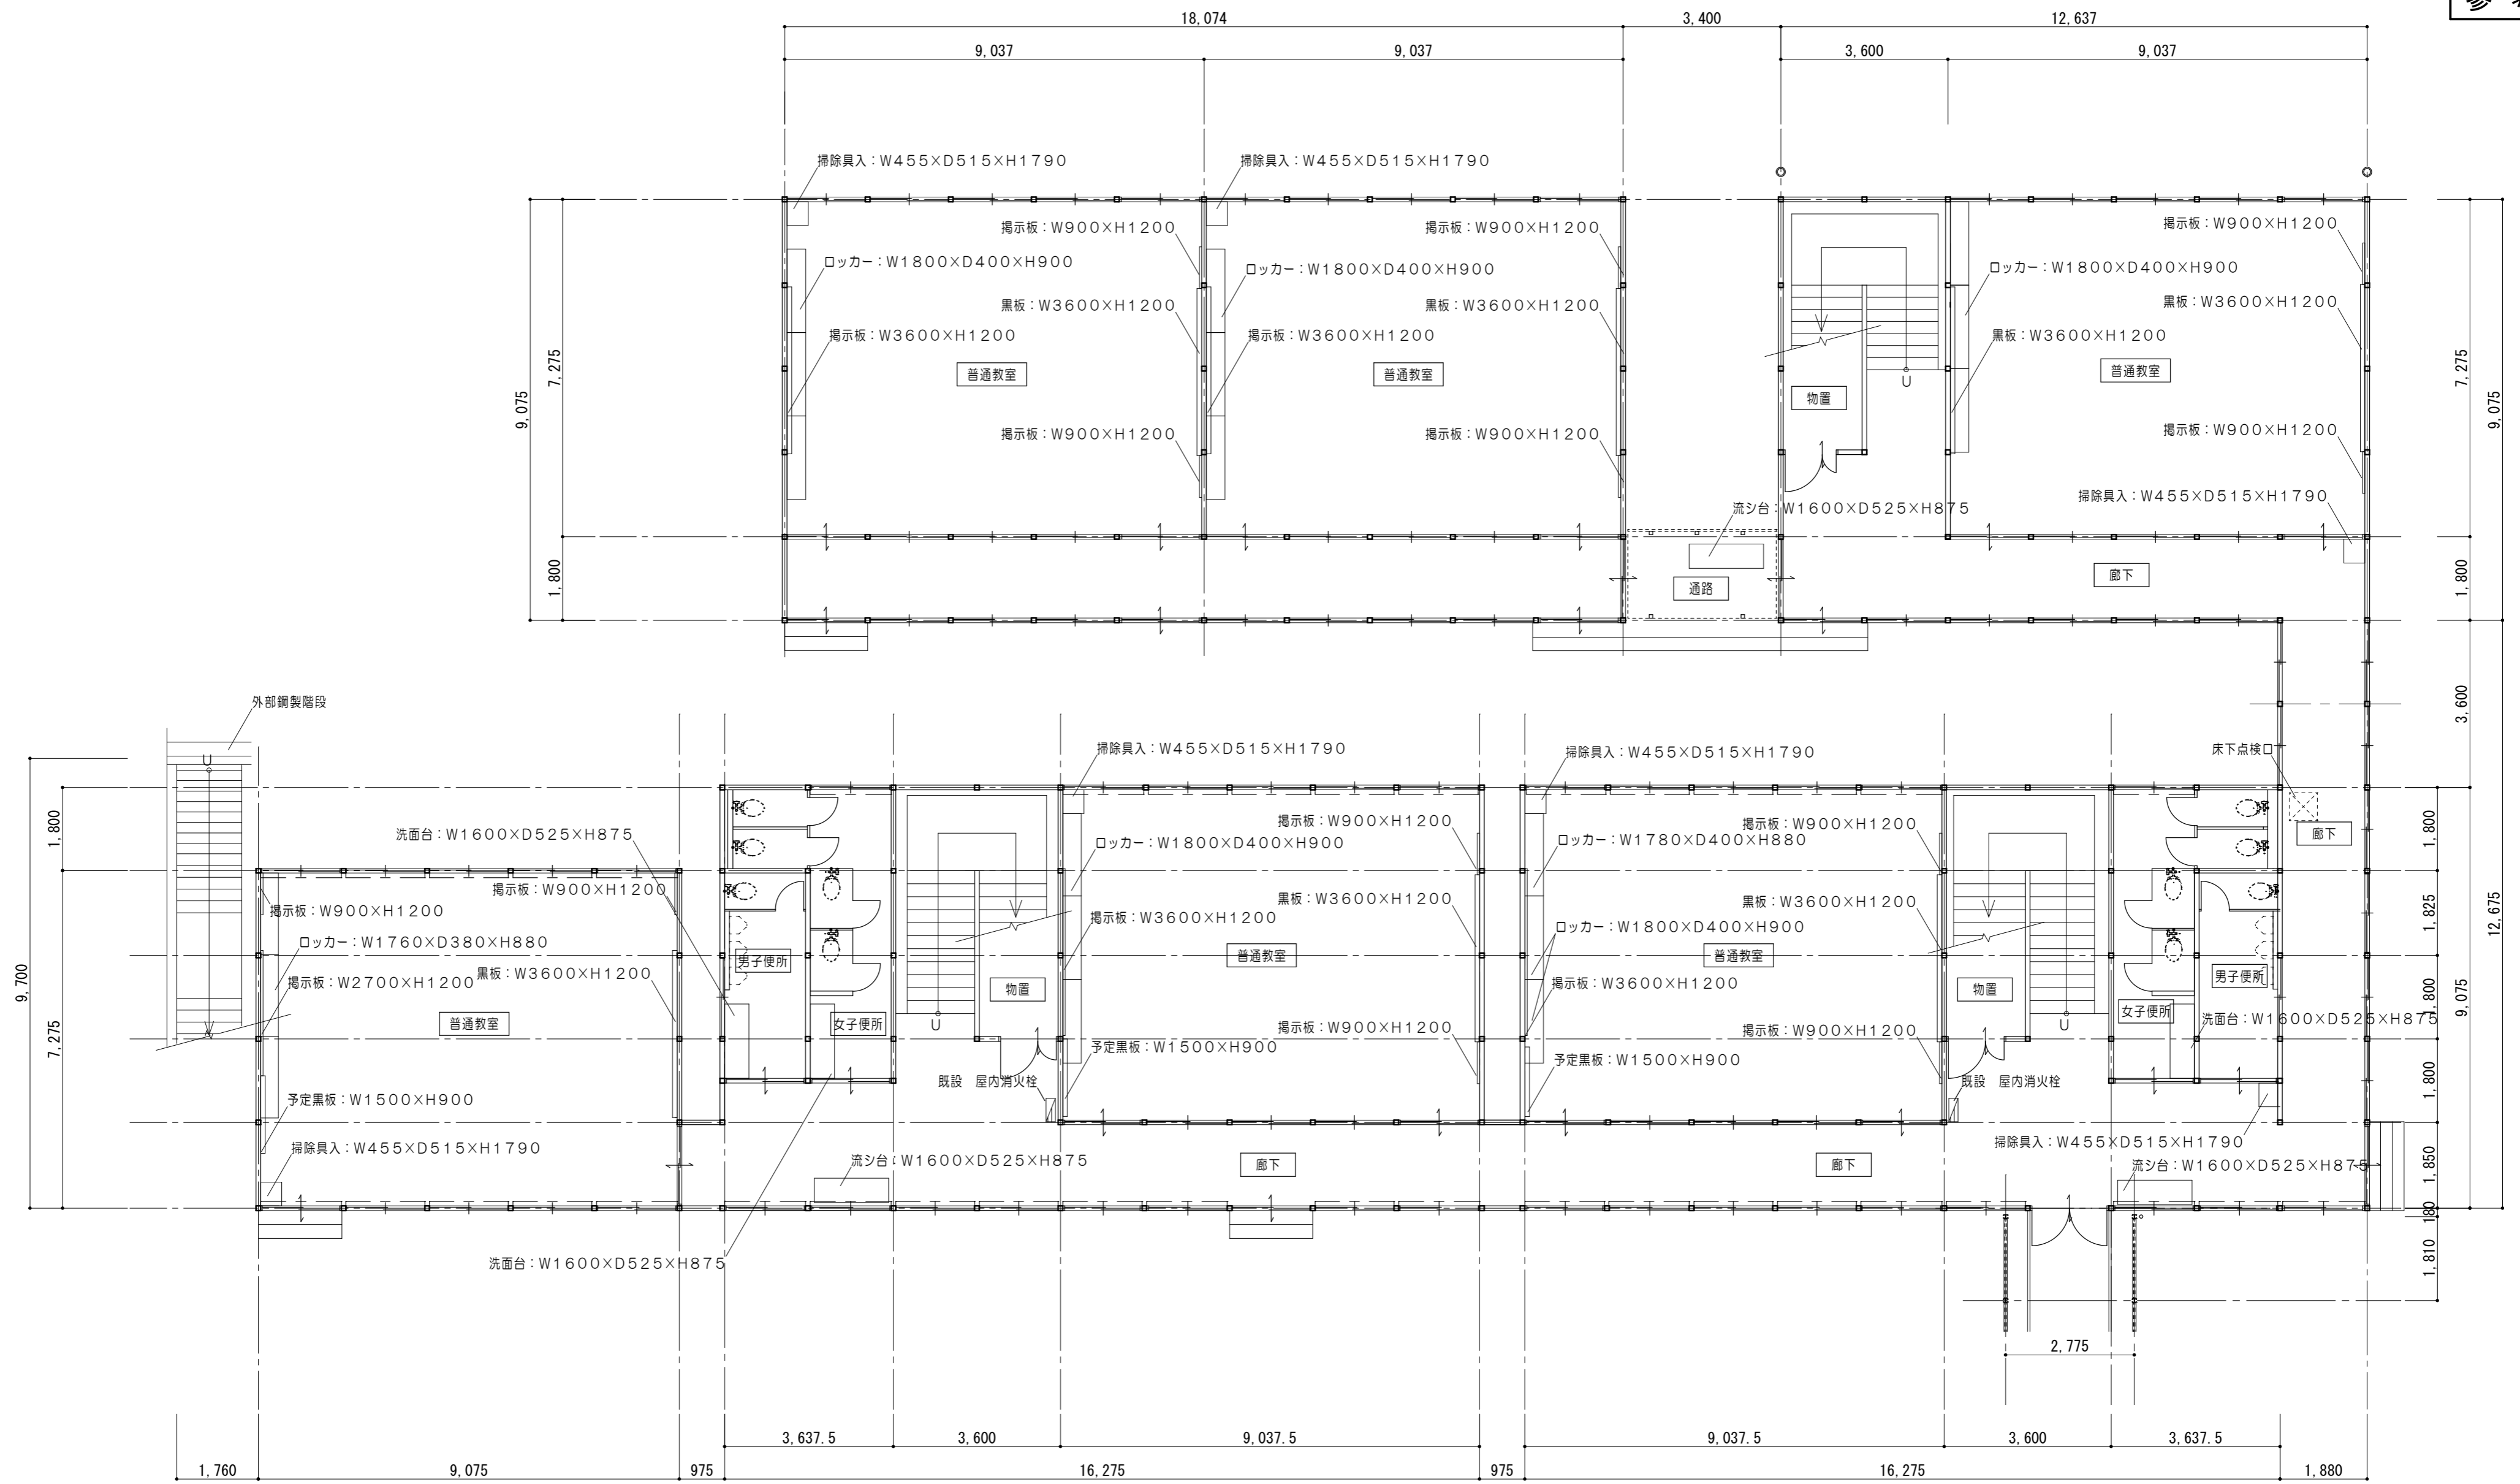 参
18,074
3,400
12,637
9,037
9,037
3,600
9,037
掃除具入：W455×D515×H1790
掃除具入：W455×D515×H1790
掲示板：W900×H1200
掲示板：W900×H1200
掲示板：W900×H1200
ロッカー：W1800×D400×H900
ロッカー：W1800×D400×H900
ロッカー：W1800×D400×H900
黒板：W3600×H1200
黒板：W3600×H1200
黒板：W3600×H1200
掲示板：W3600×H1200
掲示板：W3600×H1200
黒板：W3600×H1200
普通教室
普通教室
普通教室
U
物置
7,275
9,075
7,275
9,075
掲示板：W900×H1200
掲示板：W900×H1200
掲示板：W900×H1200
掃除具入：W455×D515×H1790
流シ台：W1600×D525×H875
1,800
通路
廊下
1,800
3,600
外部鋼製階段
U
掃除具入：W455×D515×H1790
掃除具入：W455×D515×H1790
床下点検口
洗面台：W1600×D525×H875
掲示板：W900×H1200
掲示板：W900×H1200
廊下
1,800
1,800
ロッカー：W1800×D400×H900
ロッカー：W1780×D400×H880
掲示板：W900×H1200
掲示板：W900×H1200
黒板：W3600×H1200
黒板：W3600×H1200
掲示板：W3600×H1200
ロッカー：W1800×D400×H900
1,825
12,675
ロッカー：W1760×D380×H880
男子便所
普通教室
普通教室
掲示板：W2700×H1200
黒板：W3600×H1200
物置
掲示板：W3600×H1200
物置
男子便所
9,700
7,275
1,800
9,075
普通教室
女子便所
U
掲示板：W900×H1200
掲示板：W900×H1200
U
女子便所
洗面台：W1600×D525×H875
予定黒板：W1500×H900
予定黒板：W1500×H900
既設　屋内消火栓
既設　屋内消火栓
1,800
予定黒板：W1500×H900
掃除具入：W455×D515×H1790
掃除具入：W455×D515×H1790
流シ台：W1600×D525×H875
廊下
廊下
流シ台：W1600×D525×H875
1,850
180
洗面台：W1600×D525×H875
1,810
2,775
3,637.5
3,600
9,037.5
9,037.5
3,600
3,637.5
1,760
9,075
975
16,275
975
16,275
1,880